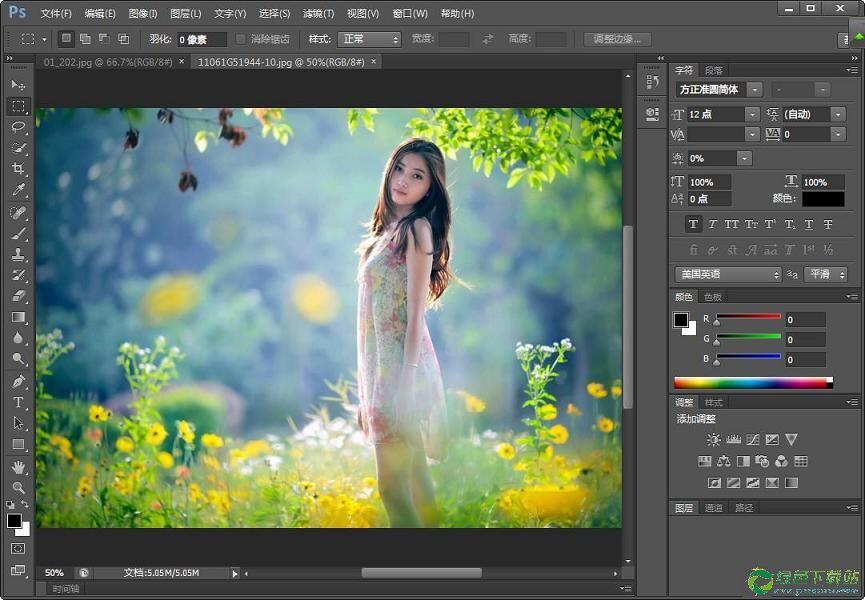 Ps 文件(F) 编辑(E) 图像(I) 图层(L) 文字(Y) 选择(S) 滤镜(T) 视图(V) 窗口(W) 帮助(H)
羽化: 0 像素 消除锯齿 样式: 正常 宽度: 高度: 调整边缘...
01_202.jpg @ 66.7%(RGB/8#) × 11061G51944-10.jpg @ 50%(RGB/8#) ×
字符 段落
方正准圆简体 -
12 点 (自动)
0
0%
100% 100%
0 点 颜色:
T T TT Tr T¹ T₁ T T
美国英语 aa 平滑
颜色 色板
R 0
G 0
B 0
调整 样式
添加调整
图层 通道 路径
50% 文档:5.05M/5.05M
时间轴
绿色下载站